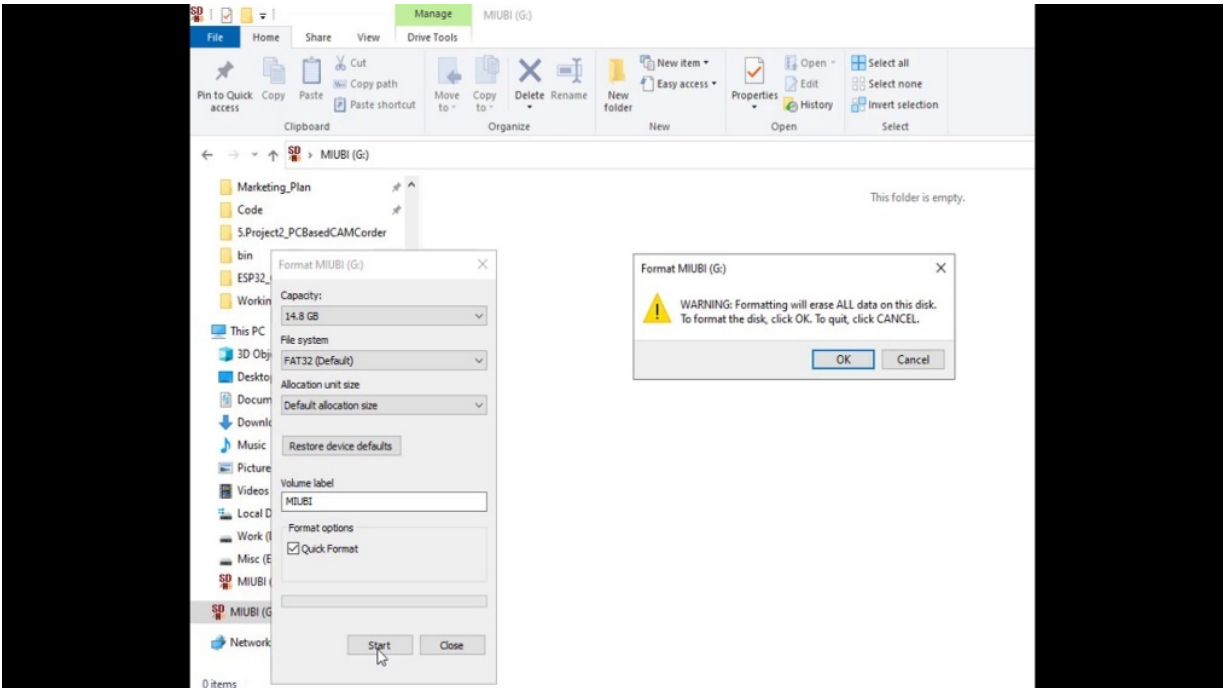 SD
Manage
MIUBI (G:)
File
Home
Share
View
Drive Tools
Pin to Quick access
Copy
Paste
Cut
Copy path
Paste shortcut
Clipboard
Move to
Copy to
Delete
Rename
Organize
New folder
New item
Easy access
New
Properties
Open
Edit
History
Open
Select all
Select none
Invert selection
Select
SD
MIUBI (G:)
Marketing_Plan
Code
5.Project2_PCBasedCAMCorder
bin
ESP32_
Workin
This PC
3D Obj
Deskto
Docum
Downlo
Music
Picture
Videos
Local D
Work (
Misc (E
SD MIUBI (
SD MIUBI (G
Network
0 items
This folder is empty.
Format MIUBI (G:)
Capacity:
14.8 GB
File system
FAT32 (Default)
Allocation unit size
Default allocation size
Restore device defaults
Volume label
MIUBI
Format options
Quick Format
Start
Close
Format MIUBI (G:)
WARNING: Formatting will erase ALL data on this disk.
To format the disk, click OK. To quit, click CANCEL.
OK
Cancel